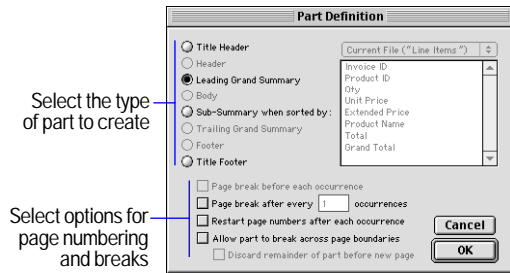 Part Definition
Title Header
Header
Leading Grand Summary
Body
Sub-Summary when sorted by:
Trailing Grand Summary
Footer
Title Footer
Current File ("Line Items")
Invoice ID
Product ID
Qty
Unit Price
Extended Price
Product Name
Total
Grand Total
Select the type
of part to create
Page break before each occurrence
Page break after every 1 occurrences
Restart page numbers after each occurrence
Allow part to break across page boundaries
Discard remainder of part before new page
Cancel
OK
Select options for
page numbering
and breaks